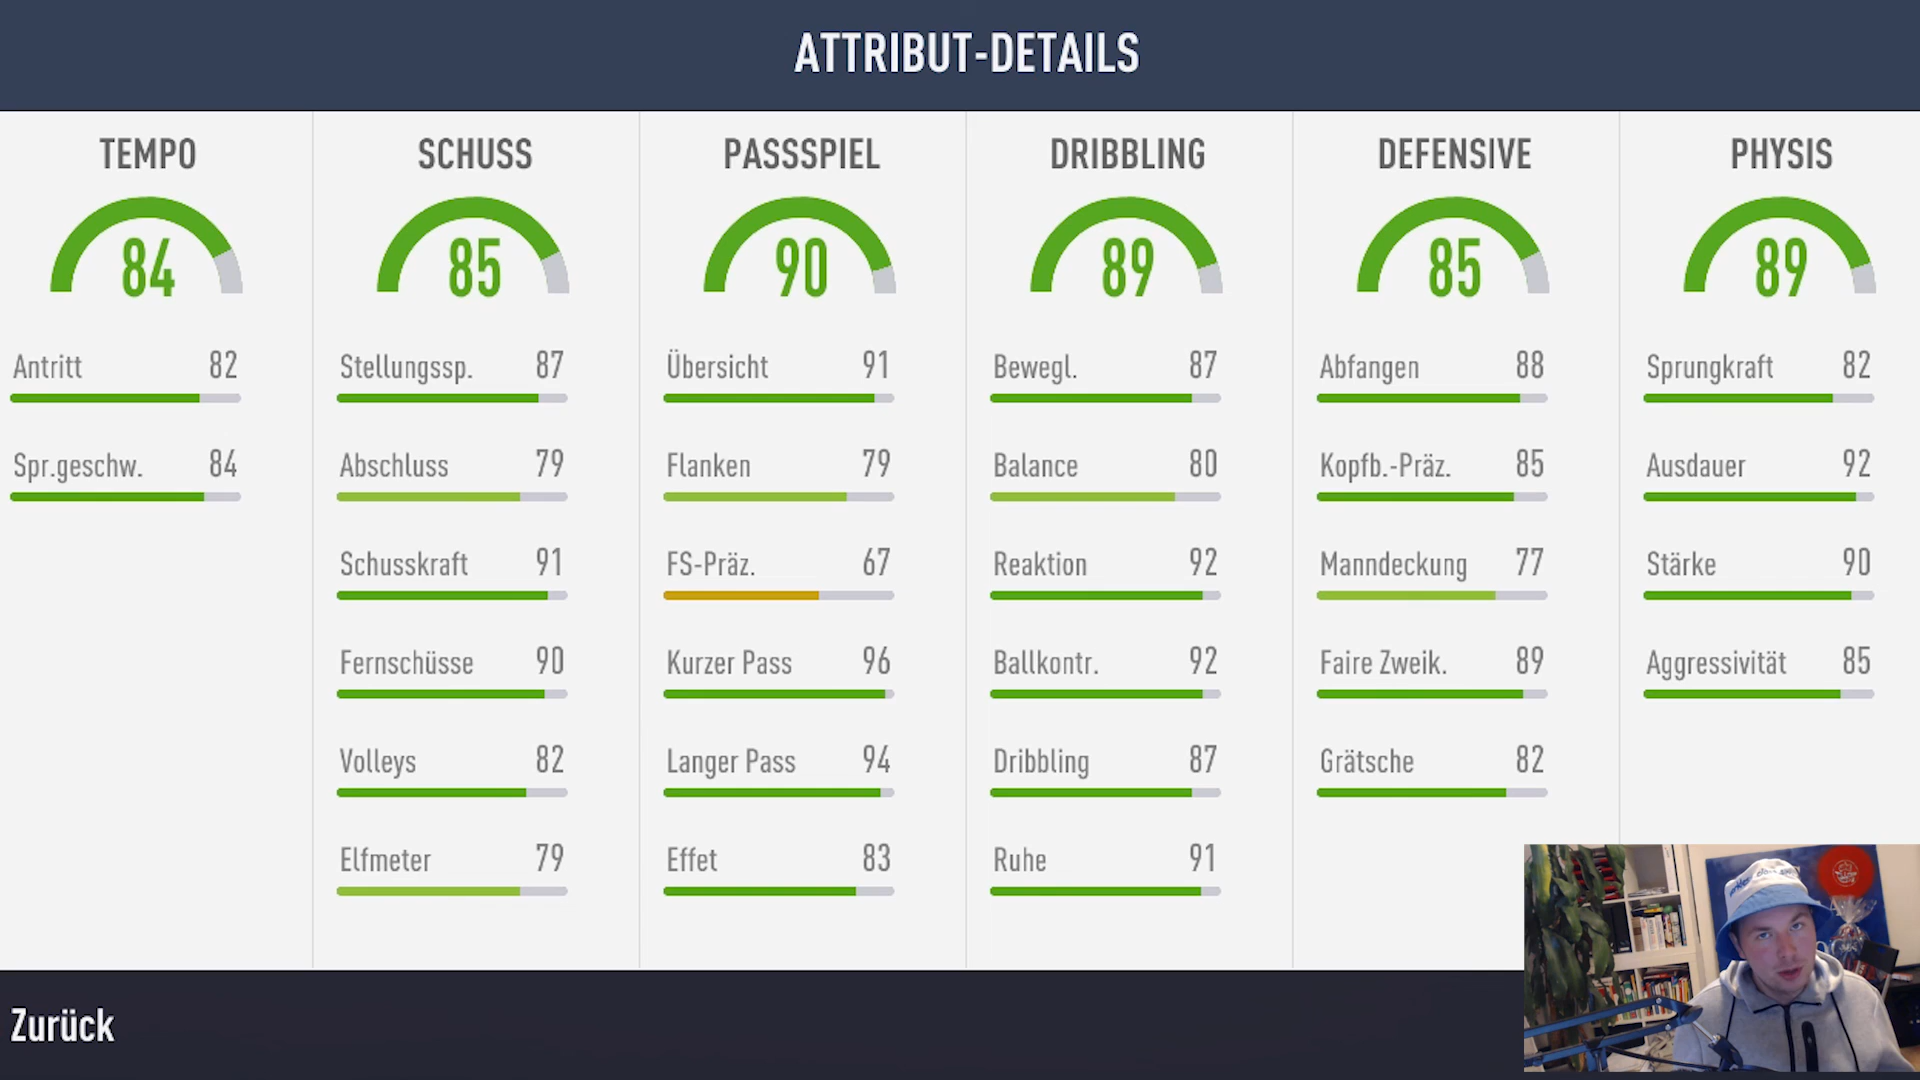 ATTRIBUT-DETAILS
TEMPO
84
Antritt 82
Spr.geschw. 84
SCHUSS
85
Stellungssp. 87
Abschluss 79
Schusskraft 91
Fernschüsse 90
Volleys 82
Elfmeter 79
PASSSPIEL
90
Übersicht 91
Flanken 79
FS-Präz. 67
Kurzer Pass 96
Langer Pass 94
Effet 83
DRIBBLING
89
Bewegl. 87
Balance 80
Reaktion 92
Ballkontr. 92
Dribbling 87
Ruhe 91
DEFENSIVE
85
Abfangen 88
Kopfb.-Präz. 85
Manndeckung 77
Faire Zweik. 89
Grätsche 82
PHYSIS
89
Sprungkraft 82
Ausdauer 92
Stärke 90
Aggressivität 85
Zurück